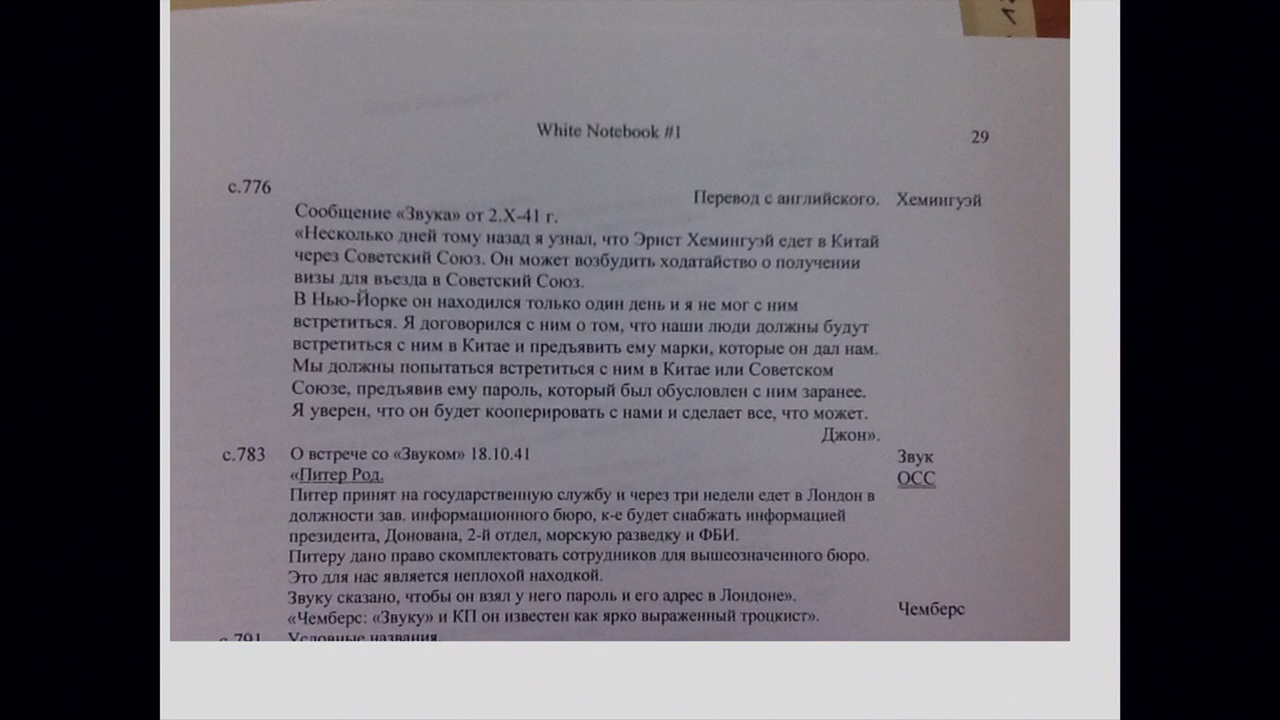 White Notebook #1 29
с.776
Перевод с английского. Хемингуэй
Сообщение «Звука» от 2.X-41 г.
«Несколько дней тому назад я узнал, что Эрнст Хемингуэй едет в Китай
через Советский Союз. Он может возбудить ходатайство о получении
визы для въезда в Советский Союз.
В Нью-Йорке он находился только один день и я не мог с ним
встретиться. Я договорился с ним о том, что наши люди должны будут
встретиться с ним в Китае и предъявить ему марки, которые он дал нам.
Мы должны попытаться встретиться с ним в Китае или Советском
Союзе, предъявив ему пароль, который был обусловлен с ним заранее.
Я уверен, что он будет кооперировать с нами и сделает все, что может.
Джон».
с.783 О встрече со «Звуком» 18.10.41 Звук
«Питер Род. ОСС
Питер принят на государственную службу и через три недели едет в Лондон в
должности зав. информационного бюро, к-е будет снабжать информацией
президента, Донована, 2-й отдел, морскую разведку и ФБИ.
Питеру дано право скомплектовать сотрудников для вышеозначенного бюро.
Это для нас является неплохой находкой.
Звуку сказано, чтобы он взял у него пароль и его адрес в Лондоне».
«Чемберс: «Звуку» и КП он известен как ярко выраженный троцкист». Чемберс
с.791 Условные названия.